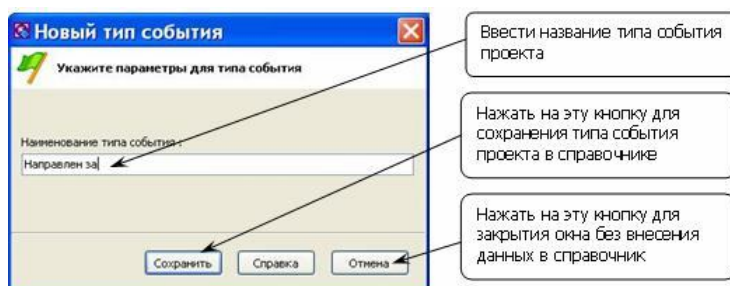 Новый тип события
Укажите параметры для типа события
Наименование типа события :
Направлен за
Сохранить
Справка
Отмена
Ввести название типа события
проекта
Нажать на эту кнопку для
сохранения типа события
проекта в справочнике
Нажать на эту кнопку для
закрытия окна без внесения
данных в справочник